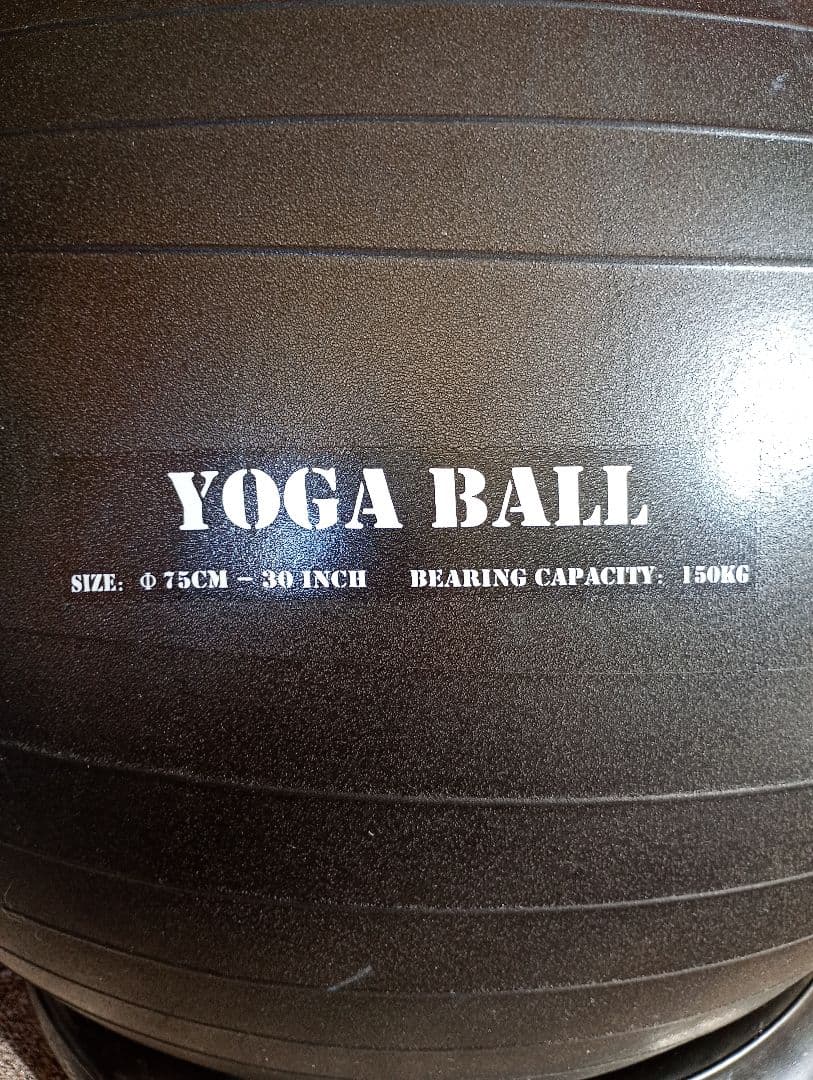 YOGA BALL
SIZE: Φ 75CM - 30 INCH BEARING CAPACITY: 150KG